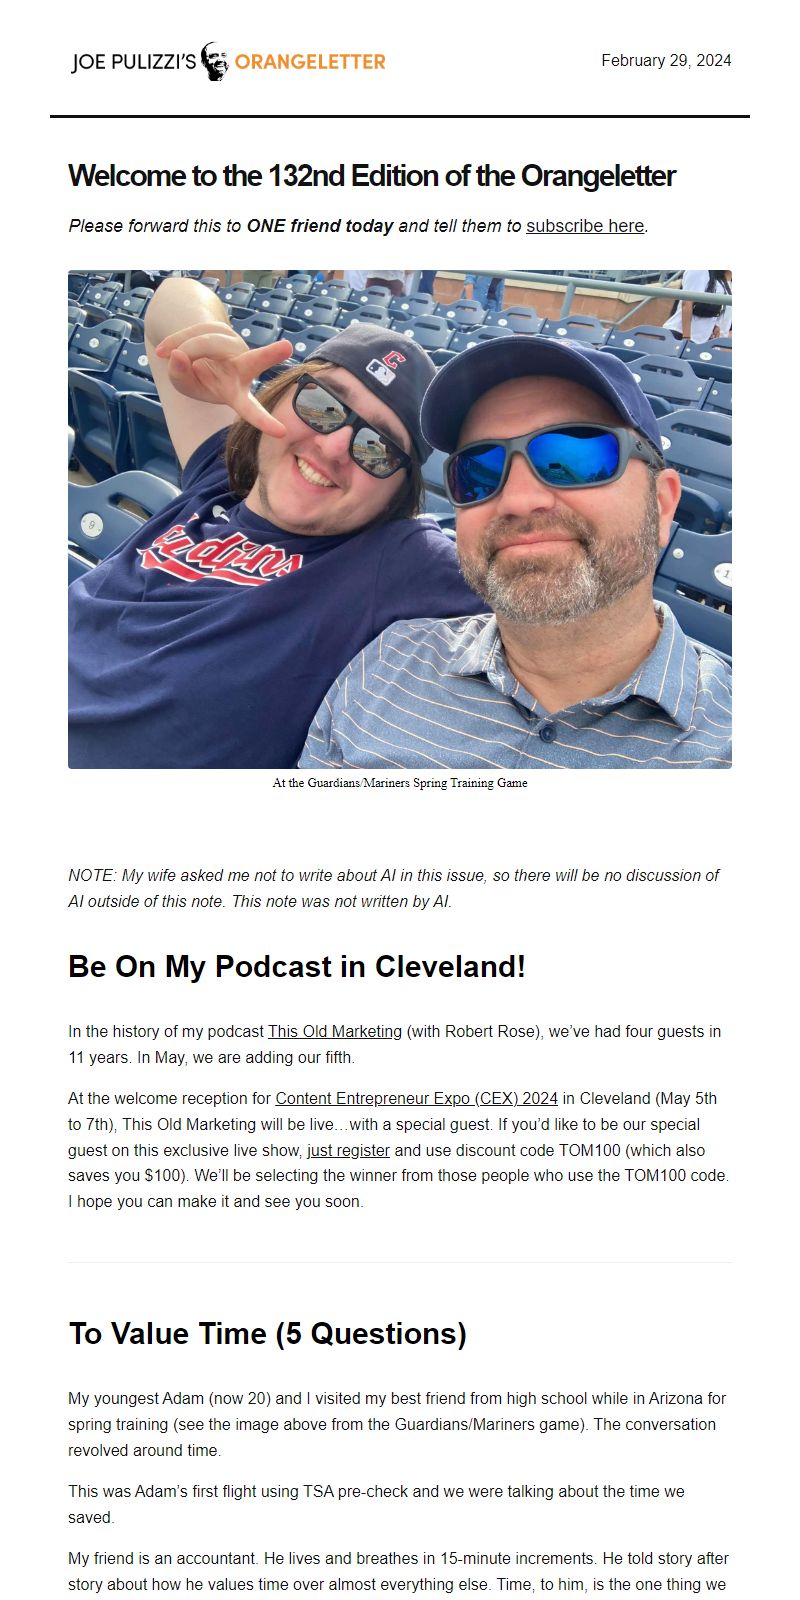 JOE PULIZZI'S ORANGELETTER
February 29, 2024
Welcome to the 132nd Edition of the Orangeletter
Please forward this to ONE friend today and tell them to subscribe here.
C
Indians
9
At the Guardians/Mariners Spring Training Game
NOTE: My wife asked me not to write about AI in this issue, so there will be no discussion of
AI outside of this note. This note was not written by AI.
Be On My Podcast in Cleveland!
In the history of my podcast This Old Marketing (with Robert Rose), we’ve had four guests in
11 years. In May, we are adding our fifth.
At the welcome reception for Content Entrepreneur Expo (CEX) 2024 in Cleveland (May 5th
to 7th), This Old Marketing will be live…with a special guest. If you’d like to be our special
guest on this exclusive live show, just register and use discount code TOM100 (which also
saves you $100). We’ll be selecting the winner from those people who use the TOM100 code.
I hope you can make it and see you soon.
To Value Time (5 Questions)
My youngest Adam (now 20) and I visited my best friend from high school while in Arizona for
spring training (see the image above from the Guardians/Mariners game). The conversation
revolved around time.
This was Adam’s first flight using TSA pre-check and we were talking about the time we
saved.
My friend is an accountant. He lives and breathes in 15-minute increments. He told story after
story about how he values time over almost everything else. Time, to him, is the one thing we